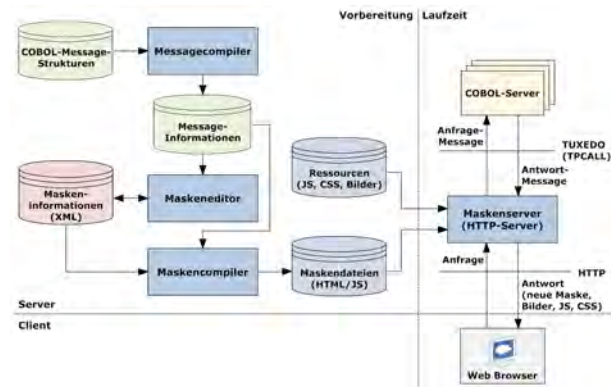 Vorbereitung
Laufzeit
COBOL-Message-
Strukturen
Messagecompiler
COBOL-Server
Message-
Informationen
Anfrage-
Message
TUXEDO
(TPCALL)
Ressourcen
(JS, CSS, Bilder)
Antwort-
Message
Masken-
informationen
(XML)
Maskeneditor
Maskenserver
(HTTP-Server)
Maskencompiler
Maskendateien
(HTML/JS)
Anfrage
HTTP
Antwort
(neue Maske,
Bilder, JS, CSS)
Server
Client
Web Browser